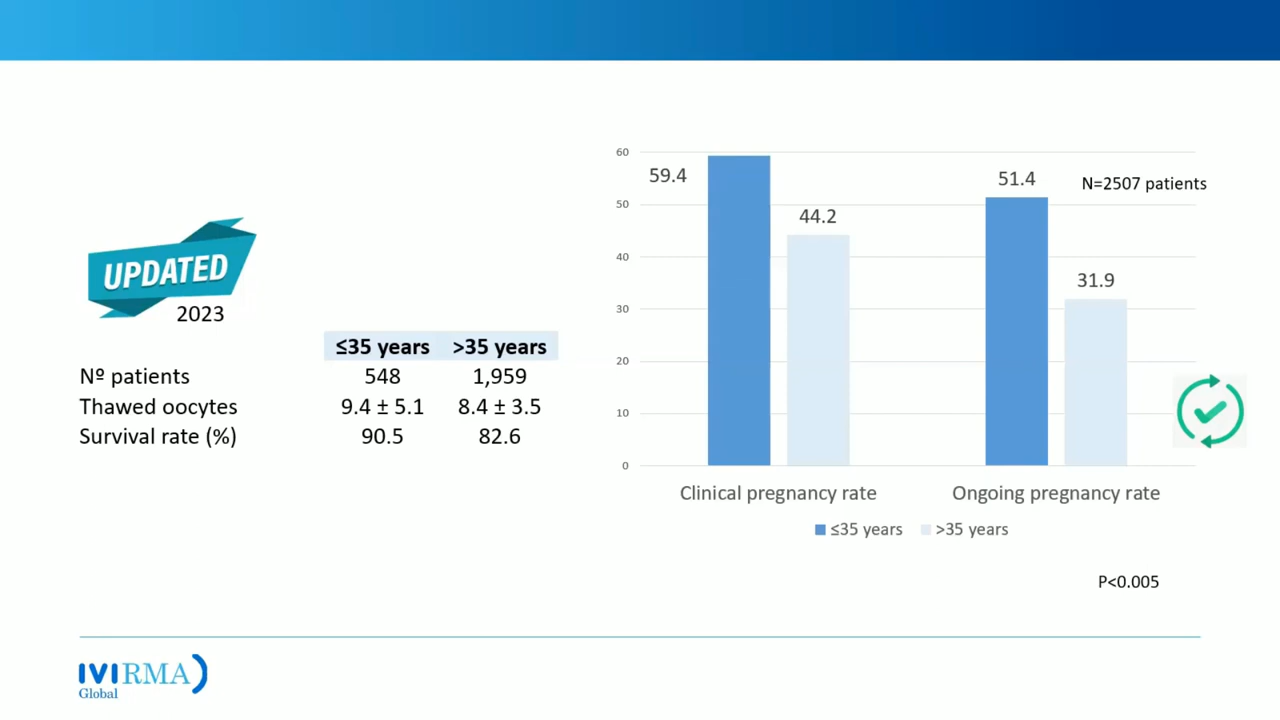 UPDATED
2023
≤35 years >35 years
Nº patients 548 1,959
Thawed oocytes 9.4 ± 5.1 8.4 ± 3.5
Survival rate (%) 90.5 82.6
60
50
40
30
20
10
0
59.4
44.2
51.4
31.9
N=2507 patients
Clinical pregnancy rate Ongoing pregnancy rate
≤35 years >35 years
P<0.005
IVIRMA
Global